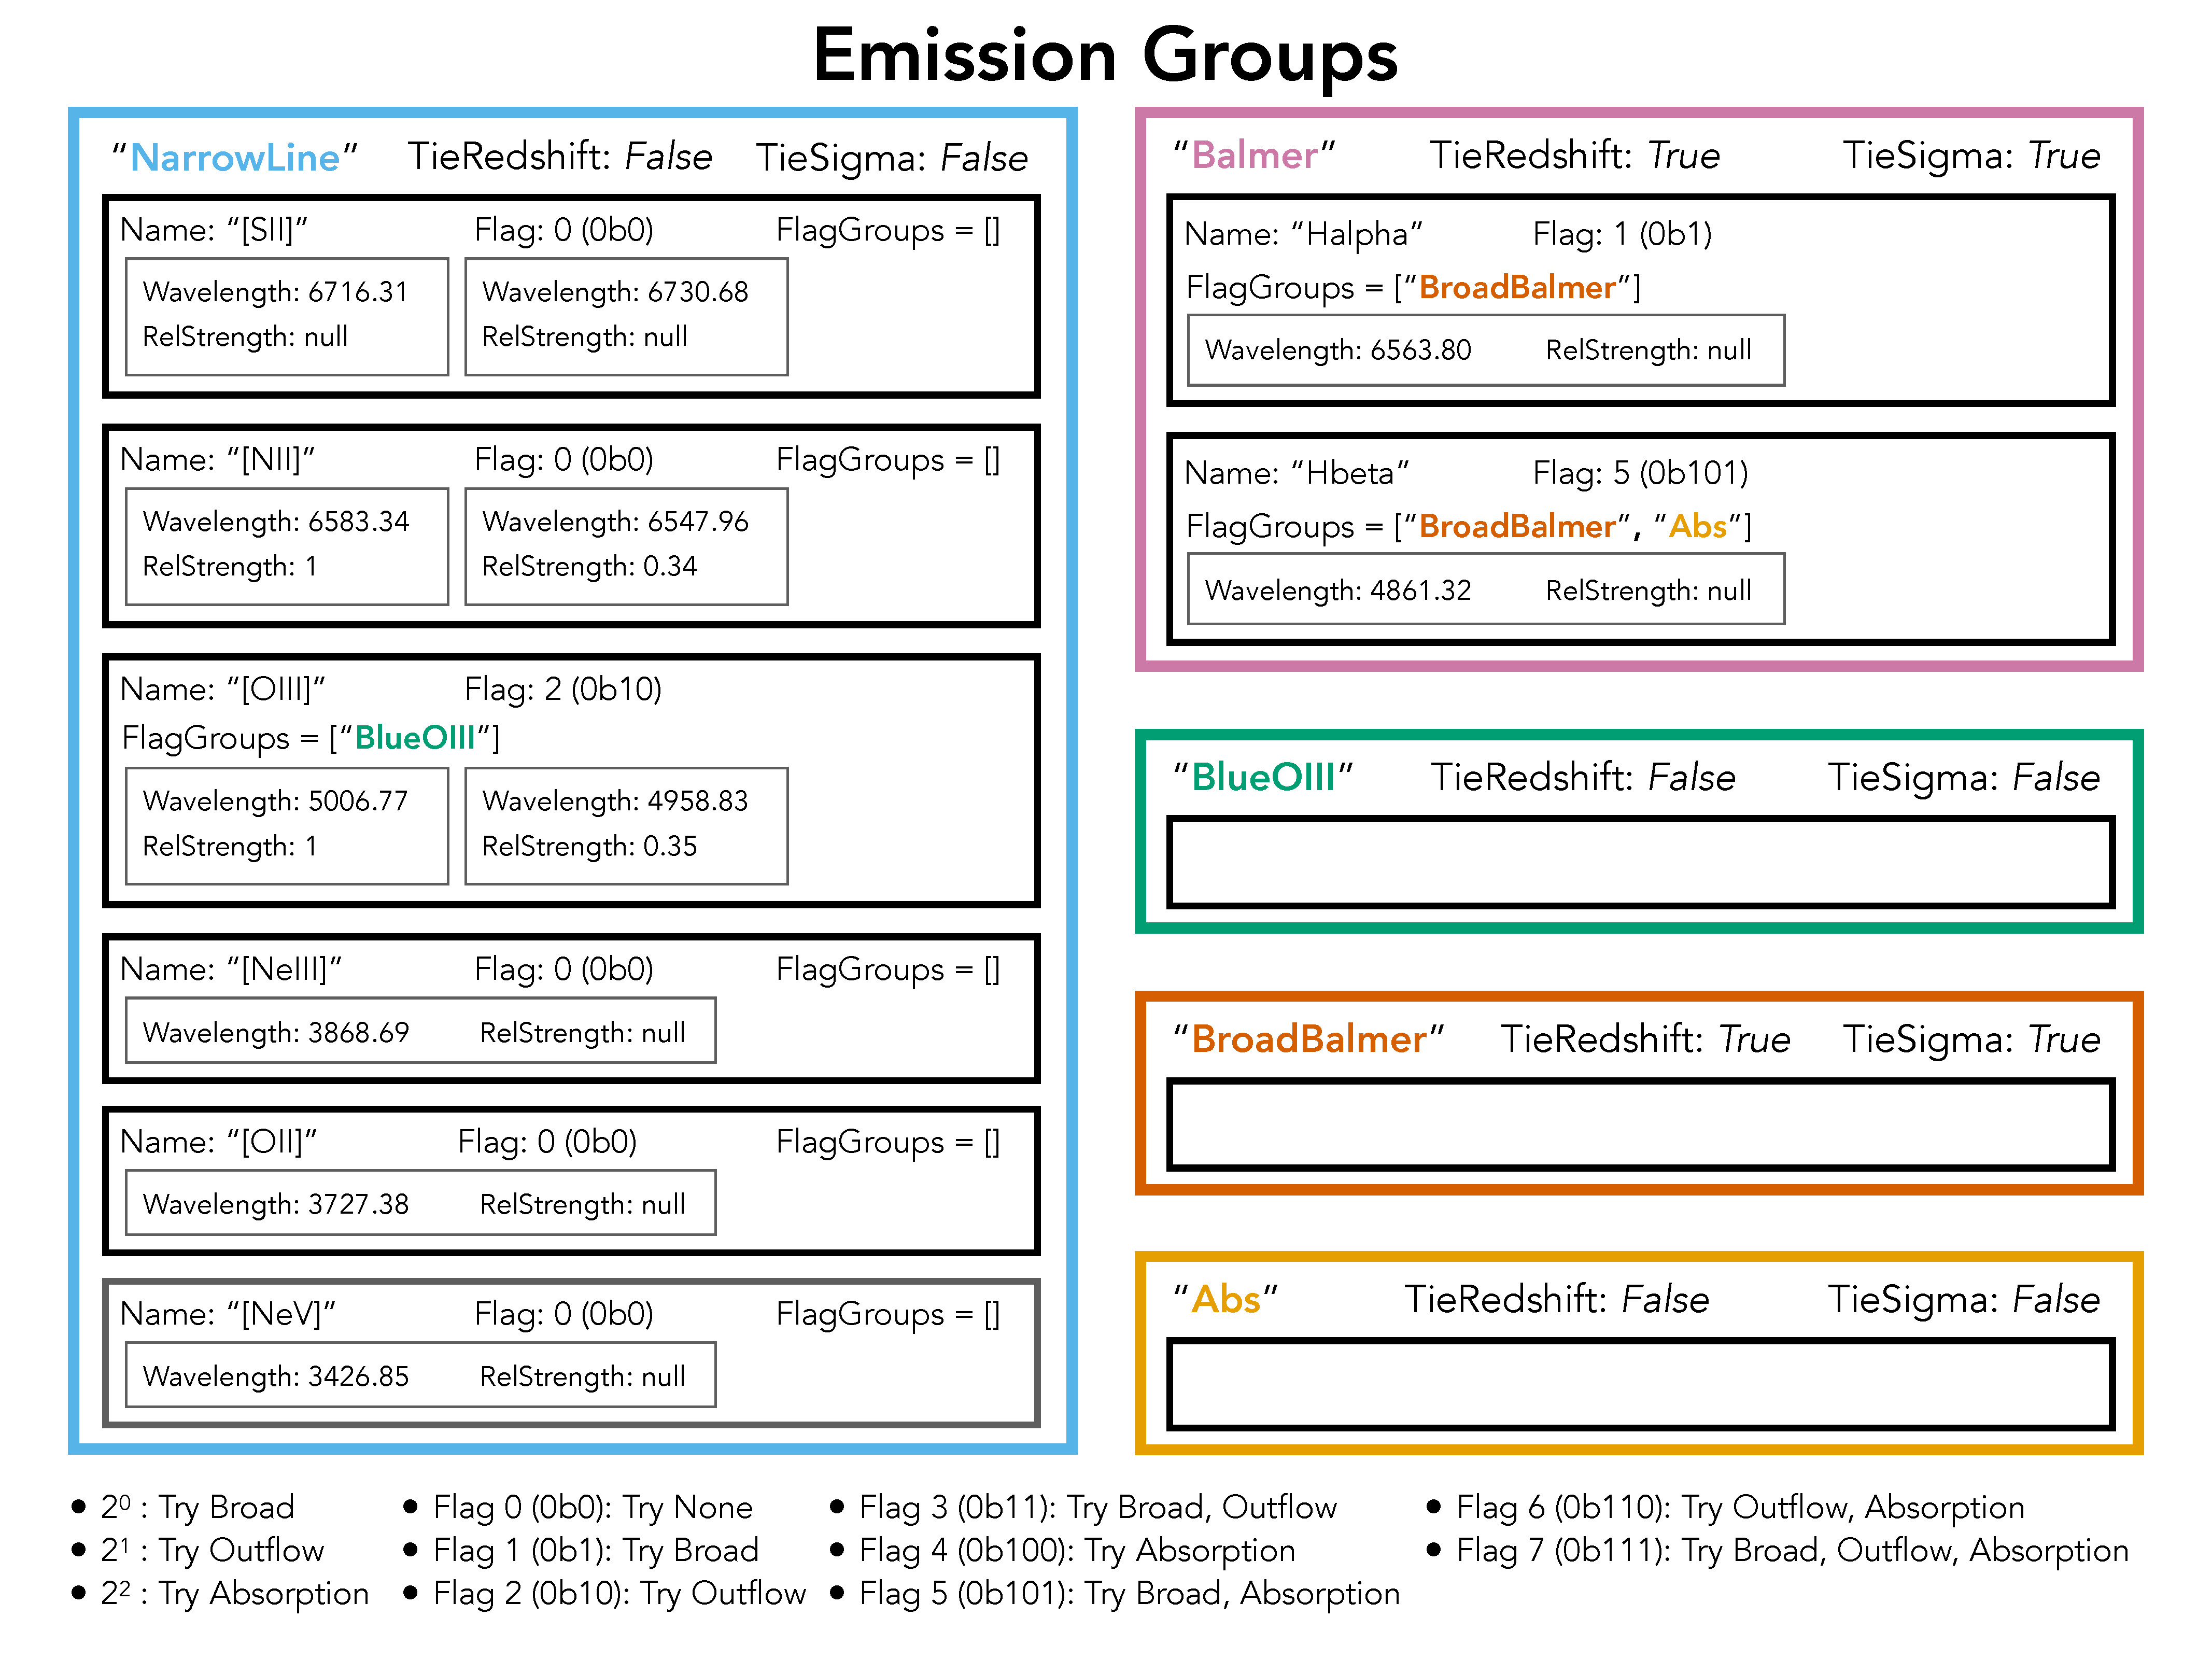 Emission Groups
“NarrowLine” TieRedshift: False TieSigma: False
Name: “[SII]” Flag: 0 (0b0) FlagGroups = []
Wavelength: 6716.31 Wavelength: 6730.68
RelStrength: null RelStrength: null
Name: “[NII]” Flag: 0 (0b0) FlagGroups = []
Wavelength: 6583.34 Wavelength: 6547.96
RelStrength: 1 RelStrength: 0.34
Name: “[OIII]” Flag: 2 (0b10)
FlagGroups = [“BlueOIII”]
Wavelength: 5006.77 Wavelength: 4958.83
RelStrength: 1 RelStrength: 0.35
Name: “[NeIII]” Flag: 0 (0b0) FlagGroups = []
Wavelength: 3868.69 RelStrength: null
Name: “[OII]” Flag: 0 (0b0) FlagGroups = []
Wavelength: 3727.38 RelStrength: null
Name: “[NeV]” Flag: 0 (0b0) FlagGroups = []
Wavelength: 3426.85 RelStrength: null
“Balmer” TieRedshift: True TieSigma: True
Name: “Halpha” Flag: 1 (0b1)
FlagGroups = [“BroadBalmer”]
Wavelength: 6563.80 RelStrength: null
Name: “Hbeta” Flag: 5 (0b101)
FlagGroups = [“BroadBalmer”, “Abs”]
Wavelength: 4861.32 RelStrength: null
“BlueOIII” TieRedshift: False TieSigma: False
“BroadBalmer” TieRedshift: True TieSigma: True
“Abs” TieRedshift: False TieSigma: False
• 2⁰ : Try Broad
• 2¹ : Try Outflow
• 2² : Try Absorption
• Flag 0 (0b0): Try None
• Flag 1 (0b1): Try Broad
• Flag 2 (0b10): Try Outflow
• Flag 3 (0b11): Try Broad, Outflow
• Flag 4 (0b100): Try Absorption
• Flag 5 (0b101): Try Broad, Absorption
• Flag 6 (0b110): Try Outflow, Absorption
• Flag 7 (0b111): Try Broad, Outflow, Absorption